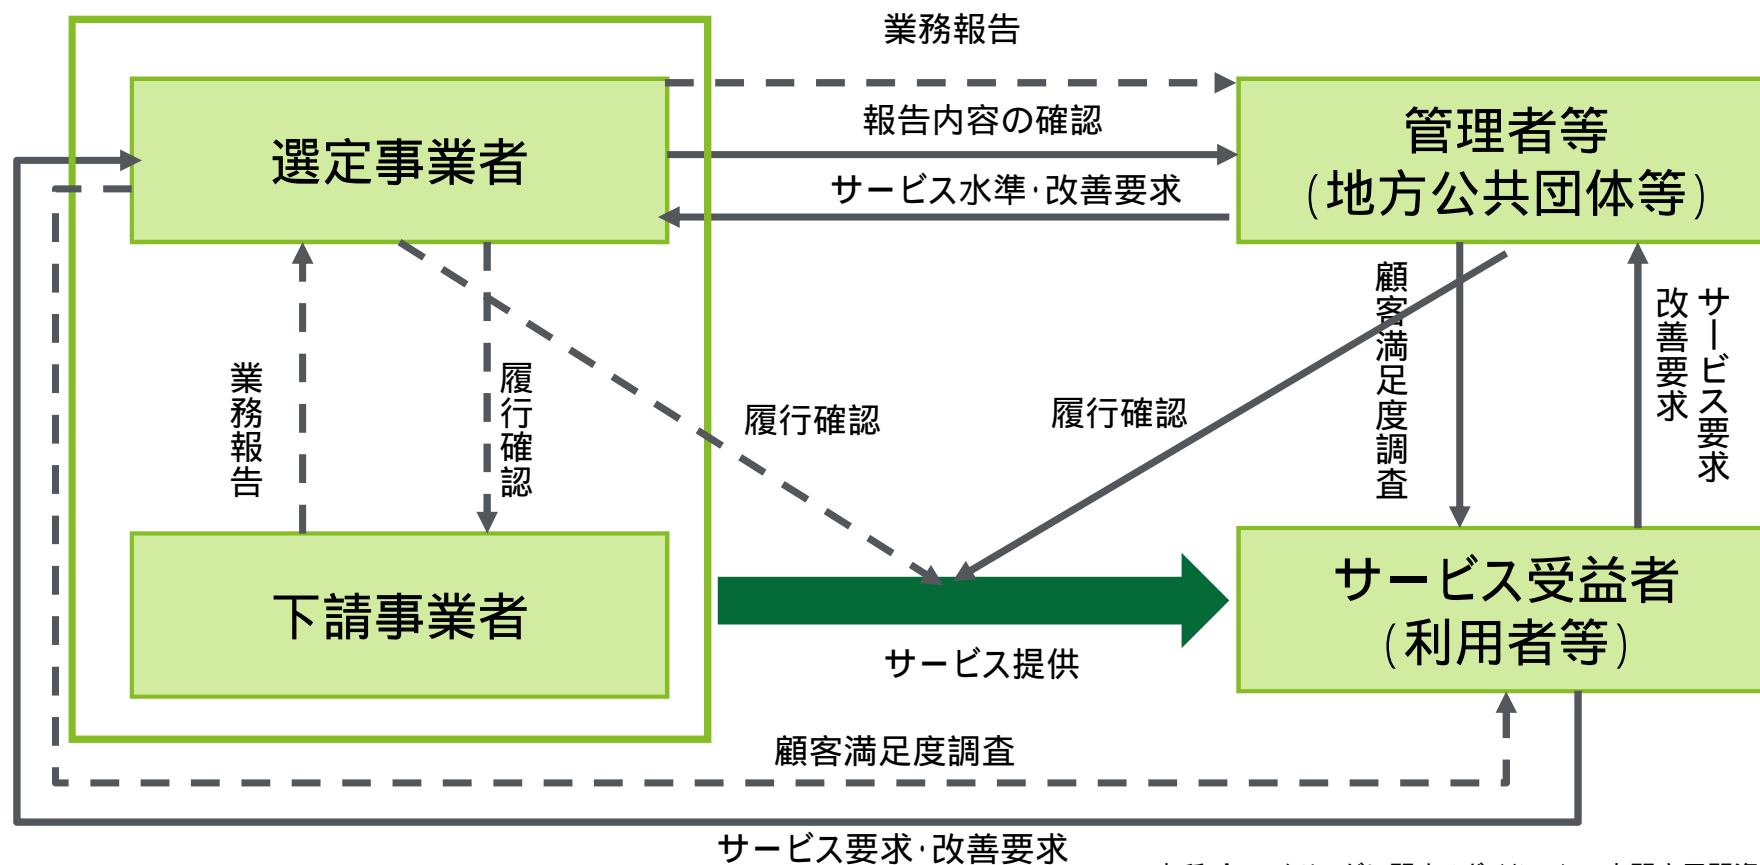 業務報告
報告内容の確認
サービス水準・改善要求
選定事業者
管理者等
(地方公共団体等)
業務報告
履行確認
履行確認
履行確認
顧客満足度調査
サービス要求
改善要求
下請事業者
サービス提供
サービス受益者
(利用者等)
顧客満足度調査
サービス要求・改善要求